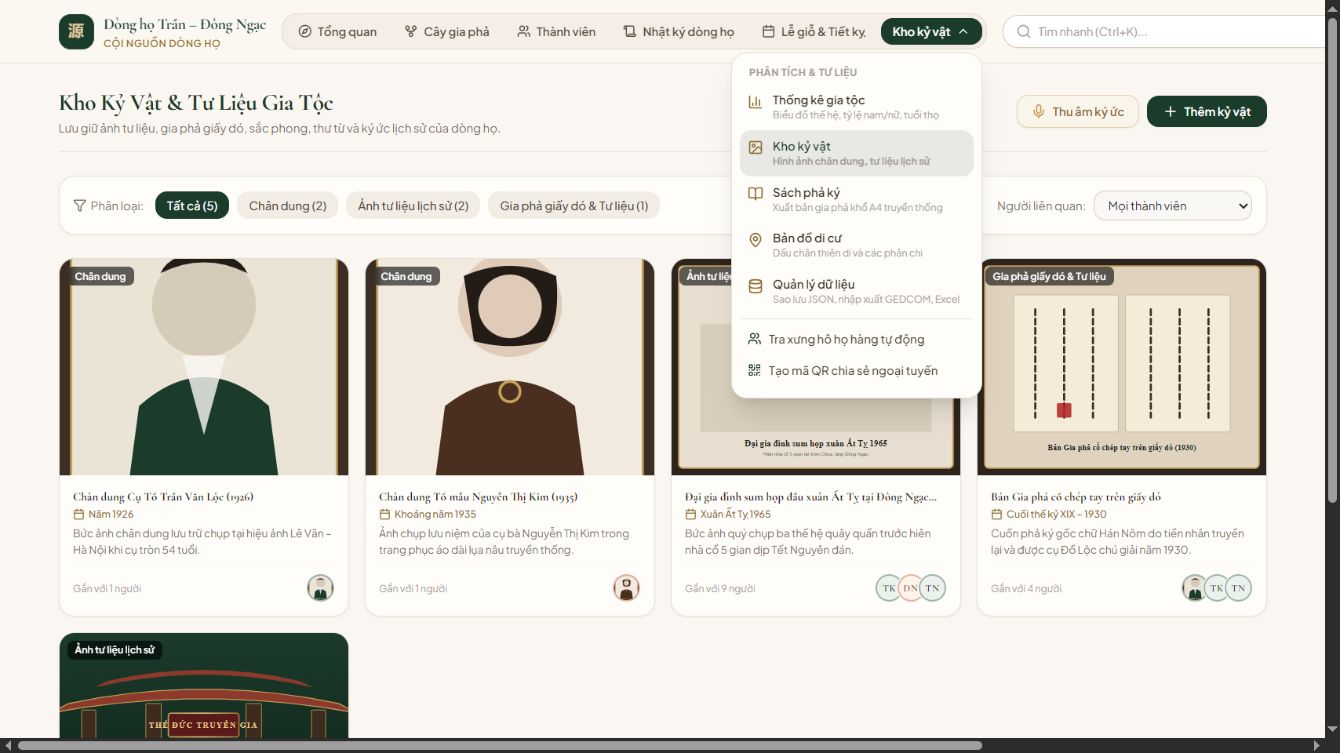 源
Dòng họ Trần – Đông Ngạc
CỘI NGUỒN DÒNG HỌ
Tổng quan
Cây gia phả
Thành viên
Nhật ký dòng họ
Lễ giỗ & Tiết kỵ
Kho kỷ vật
Tìm nhanh (Ctrl+K)...
PHÂN TÍCH & TƯ LIỆU
Thống kê gia tộc
Biểu đồ thế hệ, tỷ lệ nam/nữ, tuổi thọ
Kho kỷ vật
Hình ảnh chân dung, tư liệu lịch sử
Sách phả ký
Xuất bản gia phả khổ A4 truyền thống
Bản đồ di cư
Dấu chân thiên di và các phân chi
Quản lý dữ liệu
Sao lưu JSON, nhập xuất GEDCOM, Excel
Tra xưng hô họ hàng tự động
Tạo mã QR chia sẻ ngoại tuyến
Kho Kỷ Vật & Tư Liệu Gia Tộc
Lưu giữ ảnh tư liệu, gia phả giấy dó, sắc phong, thư từ và ký ức lịch sử của dòng họ.
Thu âm ký ức
Thêm kỷ vật
Phân loại:
Tất cả (5)
Chân dung (2)
Ảnh tư liệu lịch sử (2)
Gia phả giấy dó & Tư liệu (1)
Người liên quan:
Mọi thành viên
Chân dung
Chân dung Cụ Tổ Trần Văn Lộc (1926)
Năm 1926
Bức ảnh chân dung lưu trữ chụp tại hiệu ảnh Lê Văn –
Hà Nội khi cụ tròn 54 tuổi.
Gắn với 1 người
Chân dung
Chân dung Tổ mẫu Nguyễn Thị Kim (1935)
Khoảng năm 1935
Ảnh chụp lưu niệm của cụ bà Nguyễn Thị Kim trong
trang phục áo dài lụa nâu truyền thống.
Gắn với 1 người
Ảnh tư liệ
Đại gia đình sum họp xuân Ất Tỵ 1965
Hiên nhà cổ 5 gian tại Xóm Chùa, làng Đông Ngạc
Đại gia đình sum họp đầu xuân Ất Tỵ tại Đông Ngạc...
Xuân Ất Tỵ 1965
Bức ảnh quý chụp ba thế hệ quây quần trước hiên
nhà cổ 5 gian dịp Tết Nguyên đán.
Gắn với 9 người
TK ĐN TN
Gia phả giấy dó & Tư liệu
Bản Gia phả cổ chép tay trên giấy dó (1930)
Bản Gia phả cổ chép tay trên giấy dó
Cuối thế kỷ XIX – 1930
Cuốn phả ký gốc chữ Hán Nôm do tiền nhân truyền
lại và được cụ Đồ Lộc chú giải năm 1930.
Gắn với 4 người
TK TN
Ảnh tư liệu lịch sử
THẾ ĐỨC TRUYỀN GIA